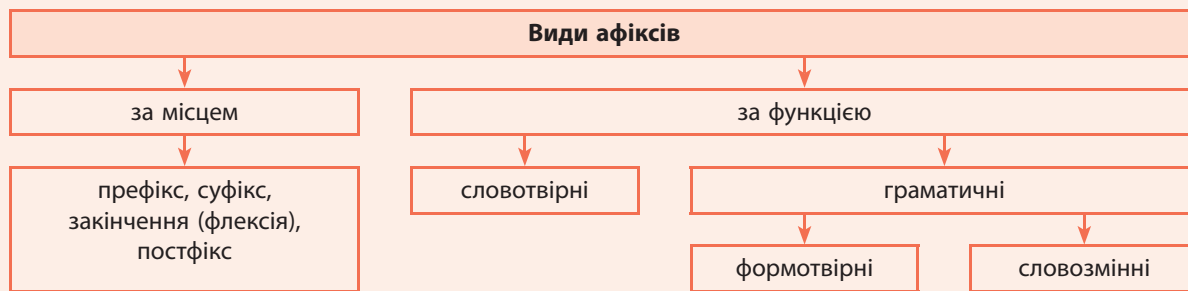 Види афіксів
за місцем
за функцією
префікс, суфікс,
закінчення (флексія),
постфікс
словотвірні
граматичні
формотвірні
словозмінні